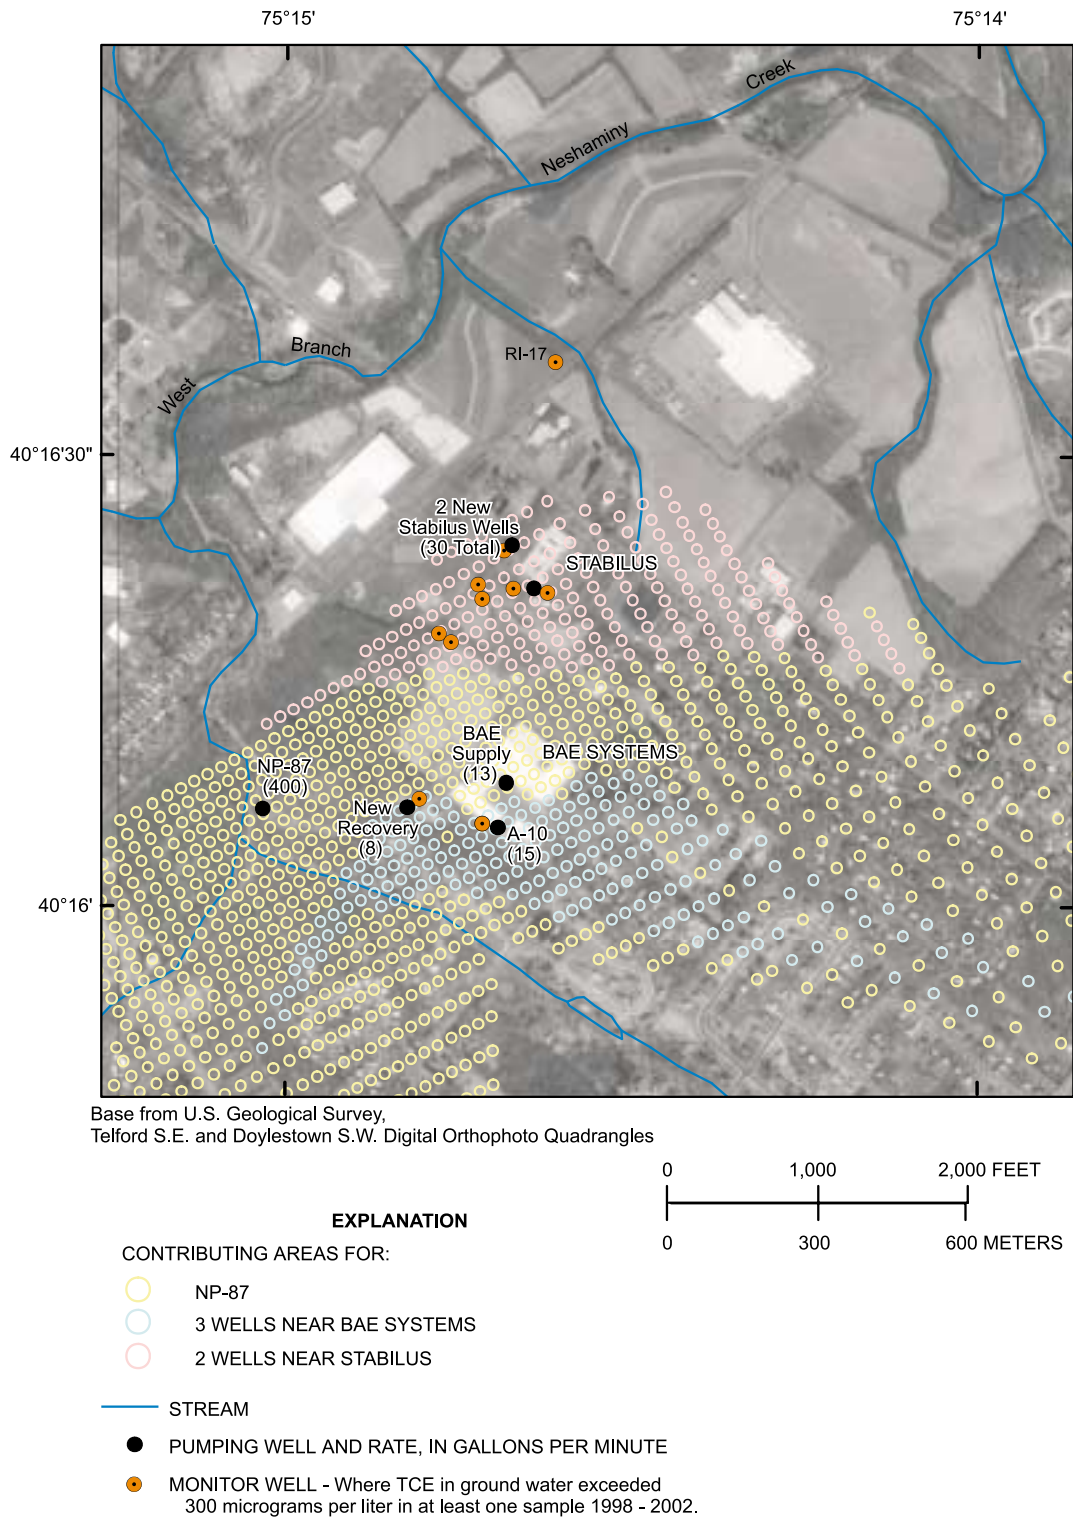 75°15'
75°14'
Creek
Neshaminy
RI-17
Branch
West
40°16'30"
2 New
Stabilus Wells
(30 Total)
STABILUS
BAE
Supply
(13)
BAE SYSTEMS
NP-87
(400)
New
Recovery
(8)
A-10
(15)
40°16'
Base from U.S. Geological Survey,
Telford S.E. and Doylestown S.W. Digital Orthophoto Quadrangles
0 1,000 2,000 FEET
0 300 600 METERS
EXPLANATION
CONTRIBUTING AREAS FOR:
NP-87
3 WELLS NEAR BAE SYSTEMS
2 WELLS NEAR STABILUS
STREAM
PUMPING WELL AND RATE, IN GALLONS PER MINUTE
MONITOR WELL - Where TCE in ground water exceeded
300 micrograms per liter in at least one sample 1998 - 2002.